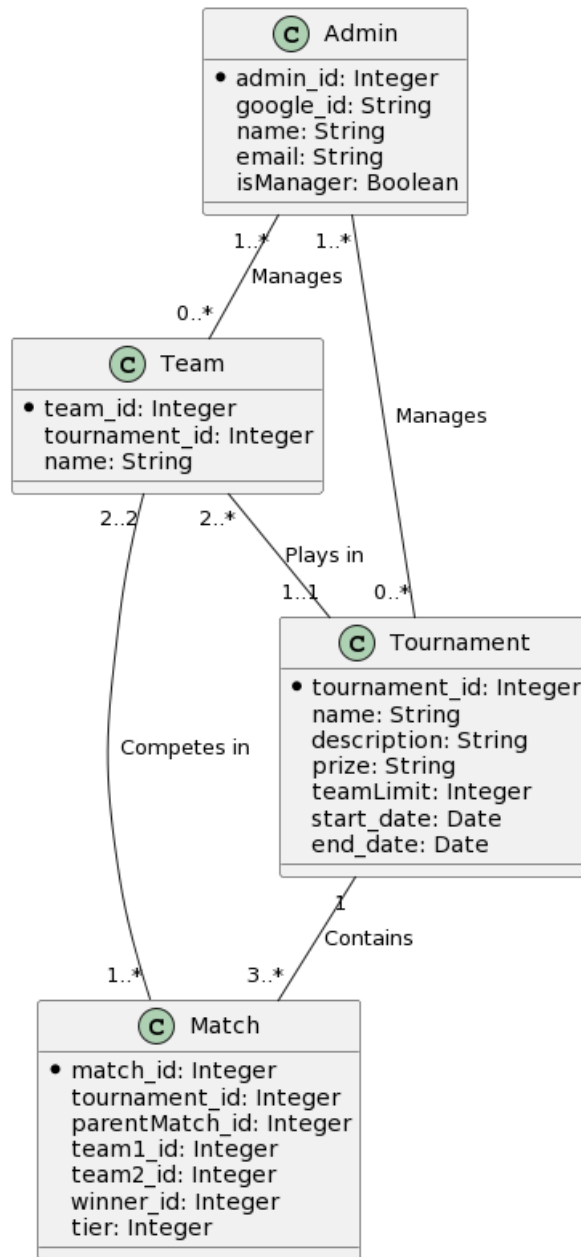 C Admin
admin_id: Integer
google_id: String
name: String
email: String
isManager: Boolean
1..* 1..*
Manages
0..*
C Team
team_id: Integer
tournament_id: Integer
name: String
Manages
2..2 2..*
Plays in
1..1 0..*
C Tournament
tournament_id: Integer
name: String
description: String
prize: String
teamLimit: Integer
start_date: Date
end_date: Date
Competes in
1
Contains
1..* 3..*
C Match
match_id: Integer
tournament_id: Integer
parentMatch_id: Integer
team1_id: Integer
team2_id: Integer
winner_id: Integer
tier: Integer